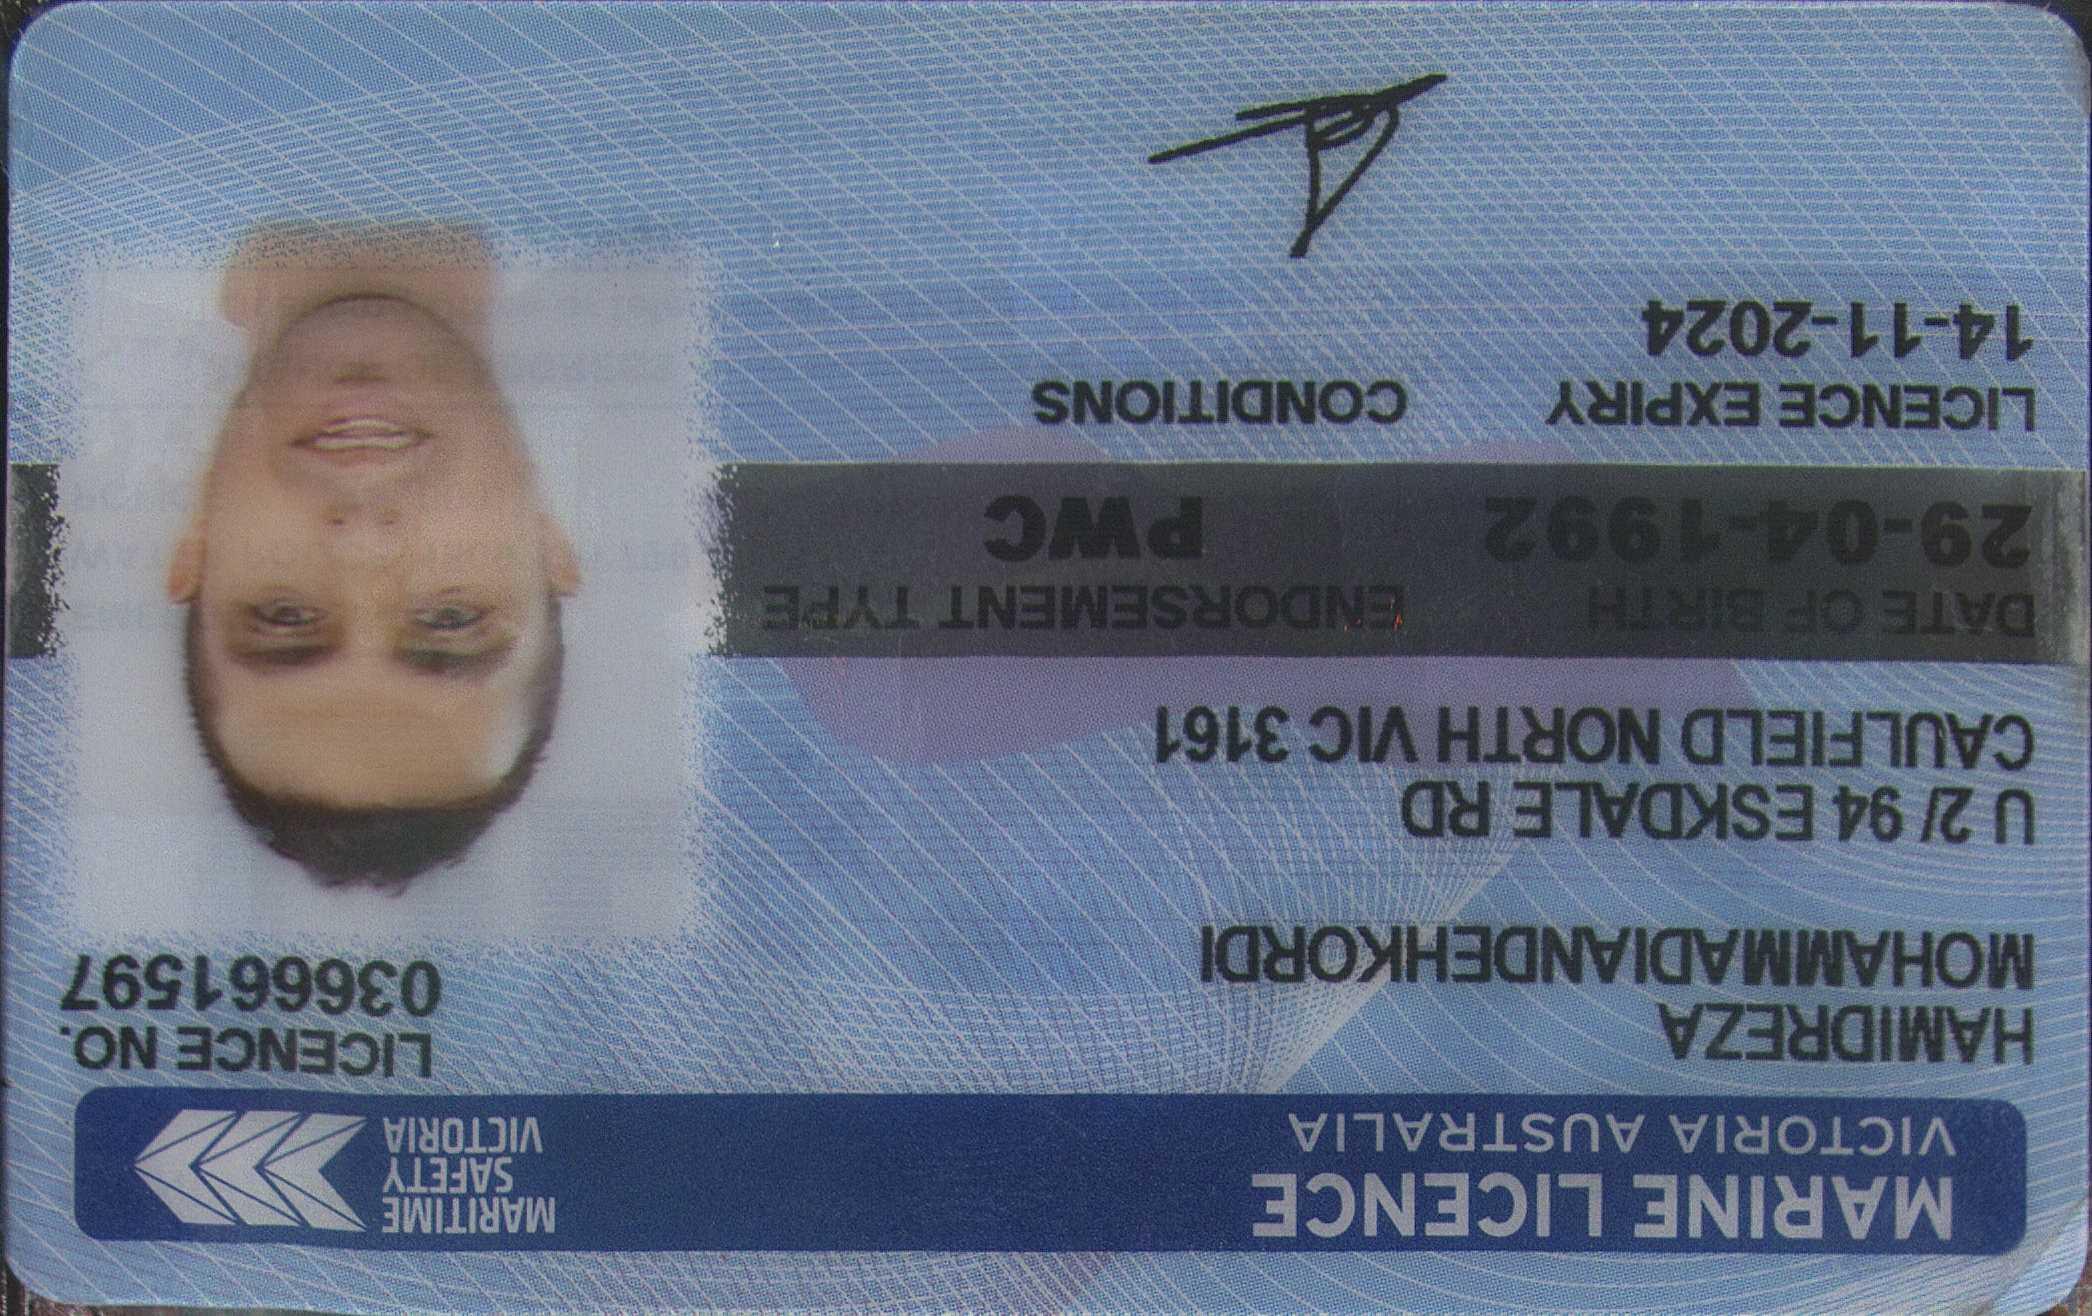 MARINE LICENCE
VICTORIA AUSTRALIA
MARITIME
SAFETY
VICTORIA
HAMIDREZA
MOHAMMADIANDEHKORDI
LICENCE NO.
036661597
U 2/ 94 ESKDALE RD
CAULFIELD NORTH VIC 3161
DATE OF BIRTH ENDORSEMENT TYPE
29-04-1992 PWC
LICENCE EXPIRY CONDITIONS
14-11-2024